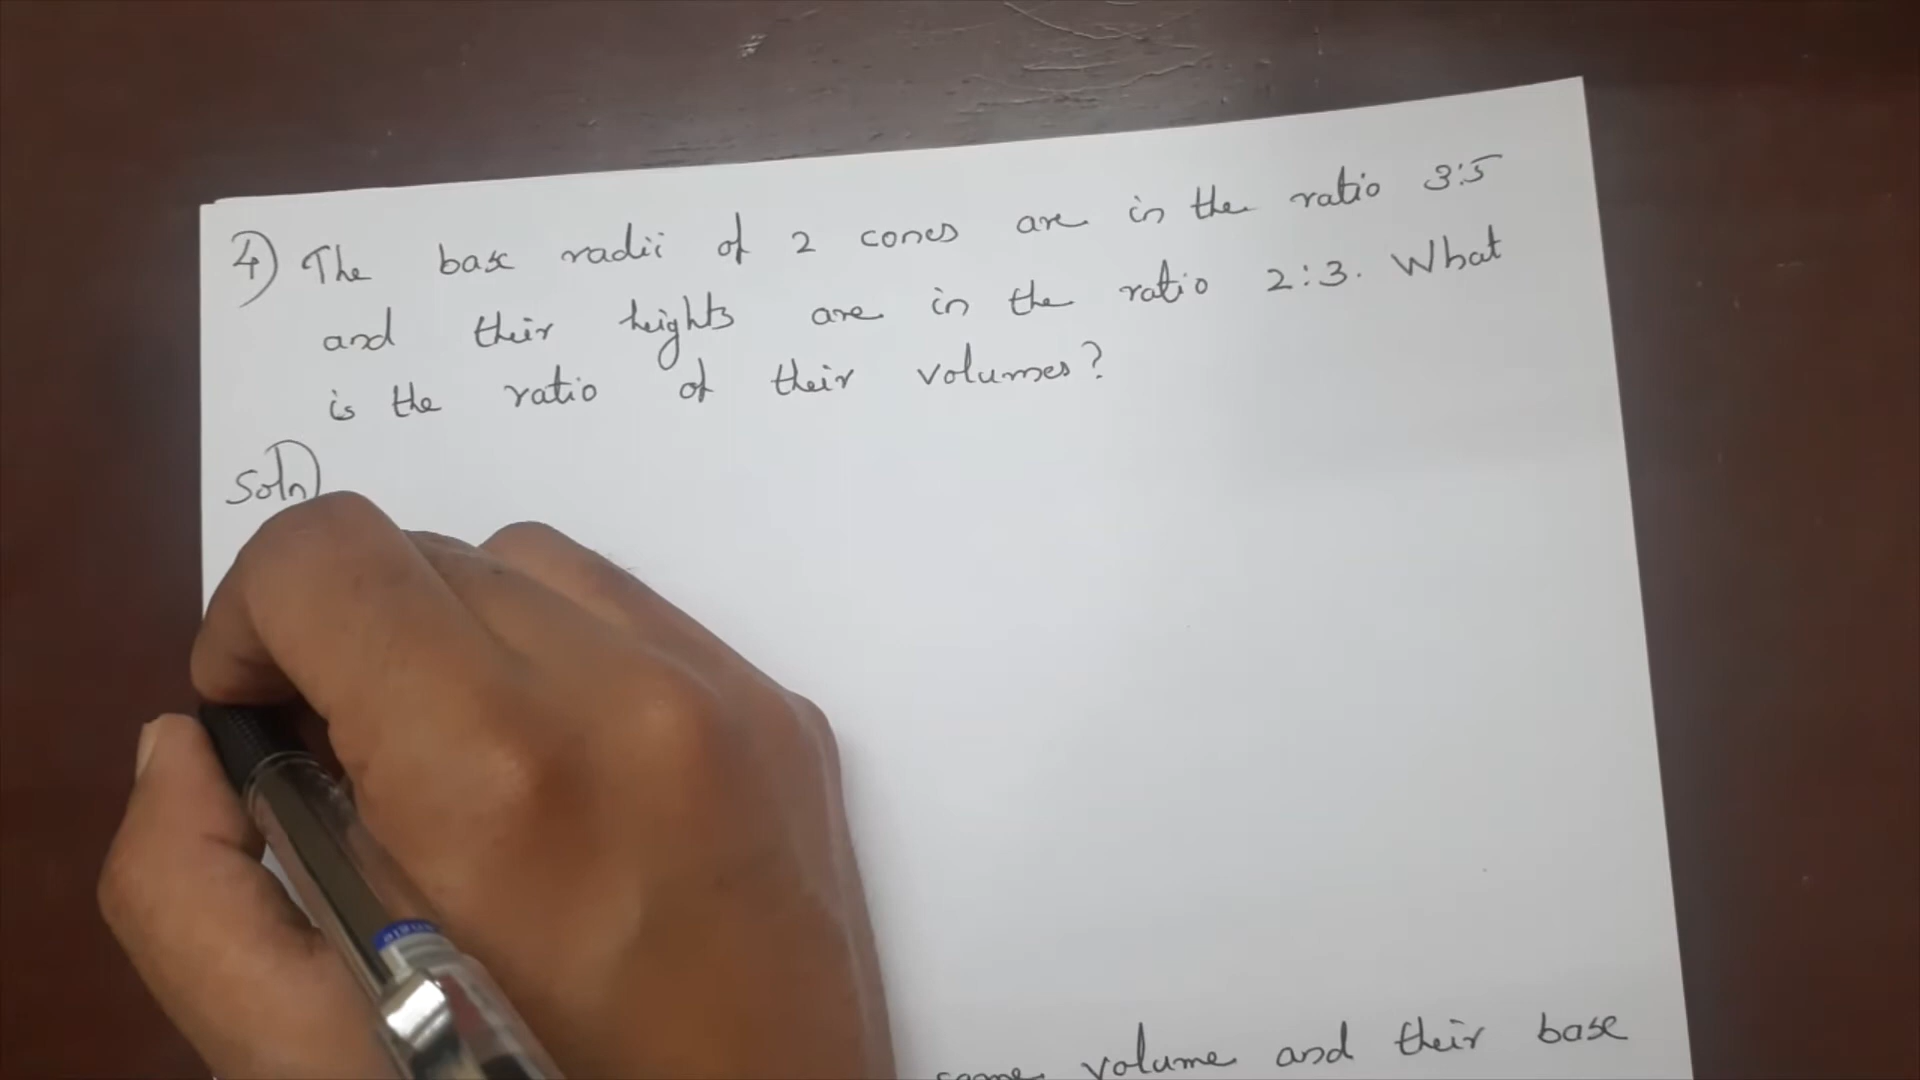 4) The base radii of 2 cones are in the ratio 3:5
and their heights are in the ratio 2:3. What
is the ratio of their volumes?
Soln)
same volume and their base